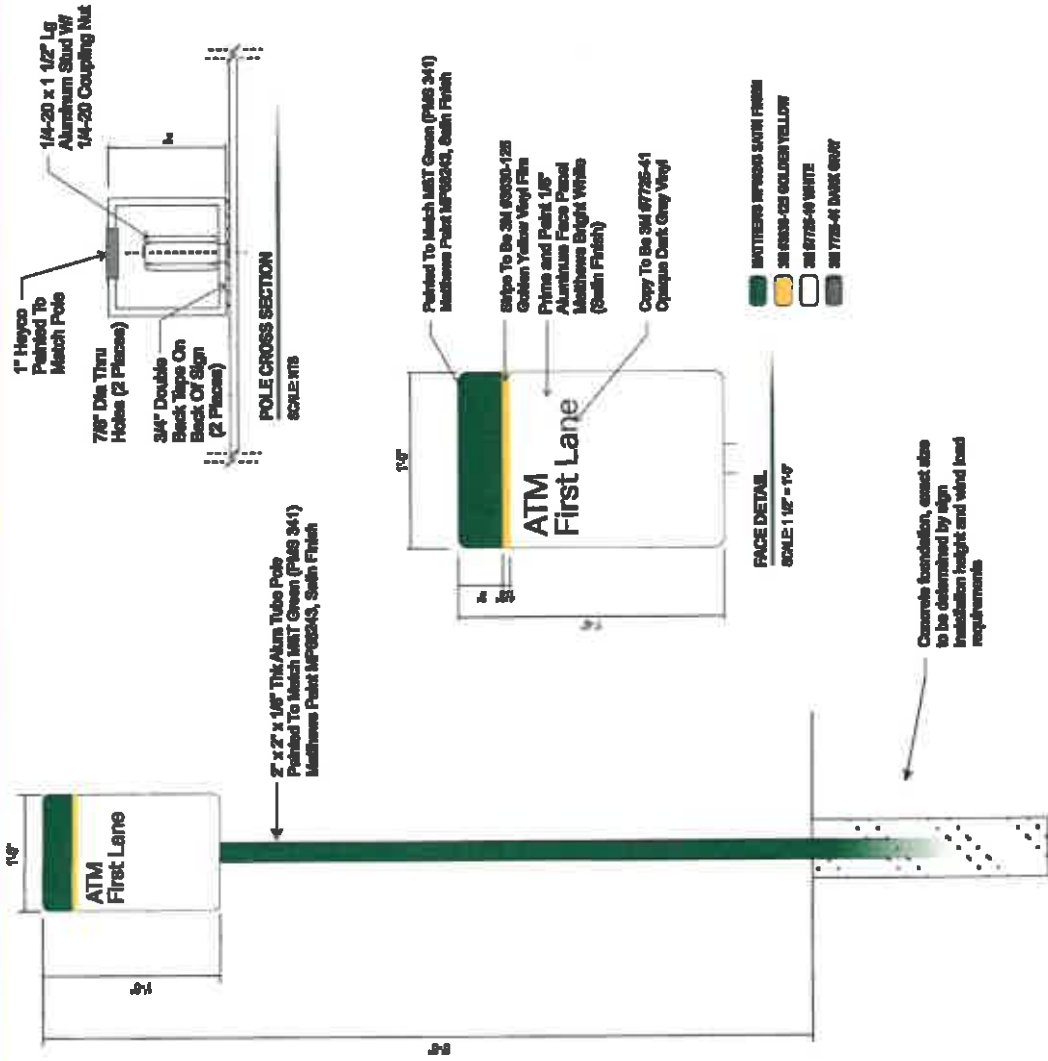 1" Heyco
Painted To
Match Pole
1/4-20 x 1 1/2" Lg
Aluminum Stud W/
1/4-20 Coupling Nut
7/8" Dia Thru
Holes (2 Places)
3/4" Double
Back Tape On
Back Of Sign
(2 Places)
2"
POLE CROSS SECTION
SCALE: NTS
ATM
First Lane
2" x 2" x 1/8" Thk Alum Tube Pole
Painted To Match M&T Green (PMS 341)
Matthews Paint MP66243, Satin Finish
ATM
First Lane
Painted To Match M&T Green (PMS 341)
Matthews Paint MP66243, Satin Finish
Stripe To Be 3M #3630-125
Golden Yellow Vinyl Film
Prime and Paint 1/8"
Aluminum Face Panel
Matthews Bright White
(Satin Finish)
Copy To Be 3M #7725-41
Opaque Dark Gray Vinyl
FACE DETAIL
SCALE: 1 1/2" = 1'-0"
SATIN FINISH
3M #3630-125 GOLDEN YELLOW
WHITE
3M 7725-41 DARK GRAY
Concrete foundation, exact size
to be determined by sign
installation height and wind load
requirements